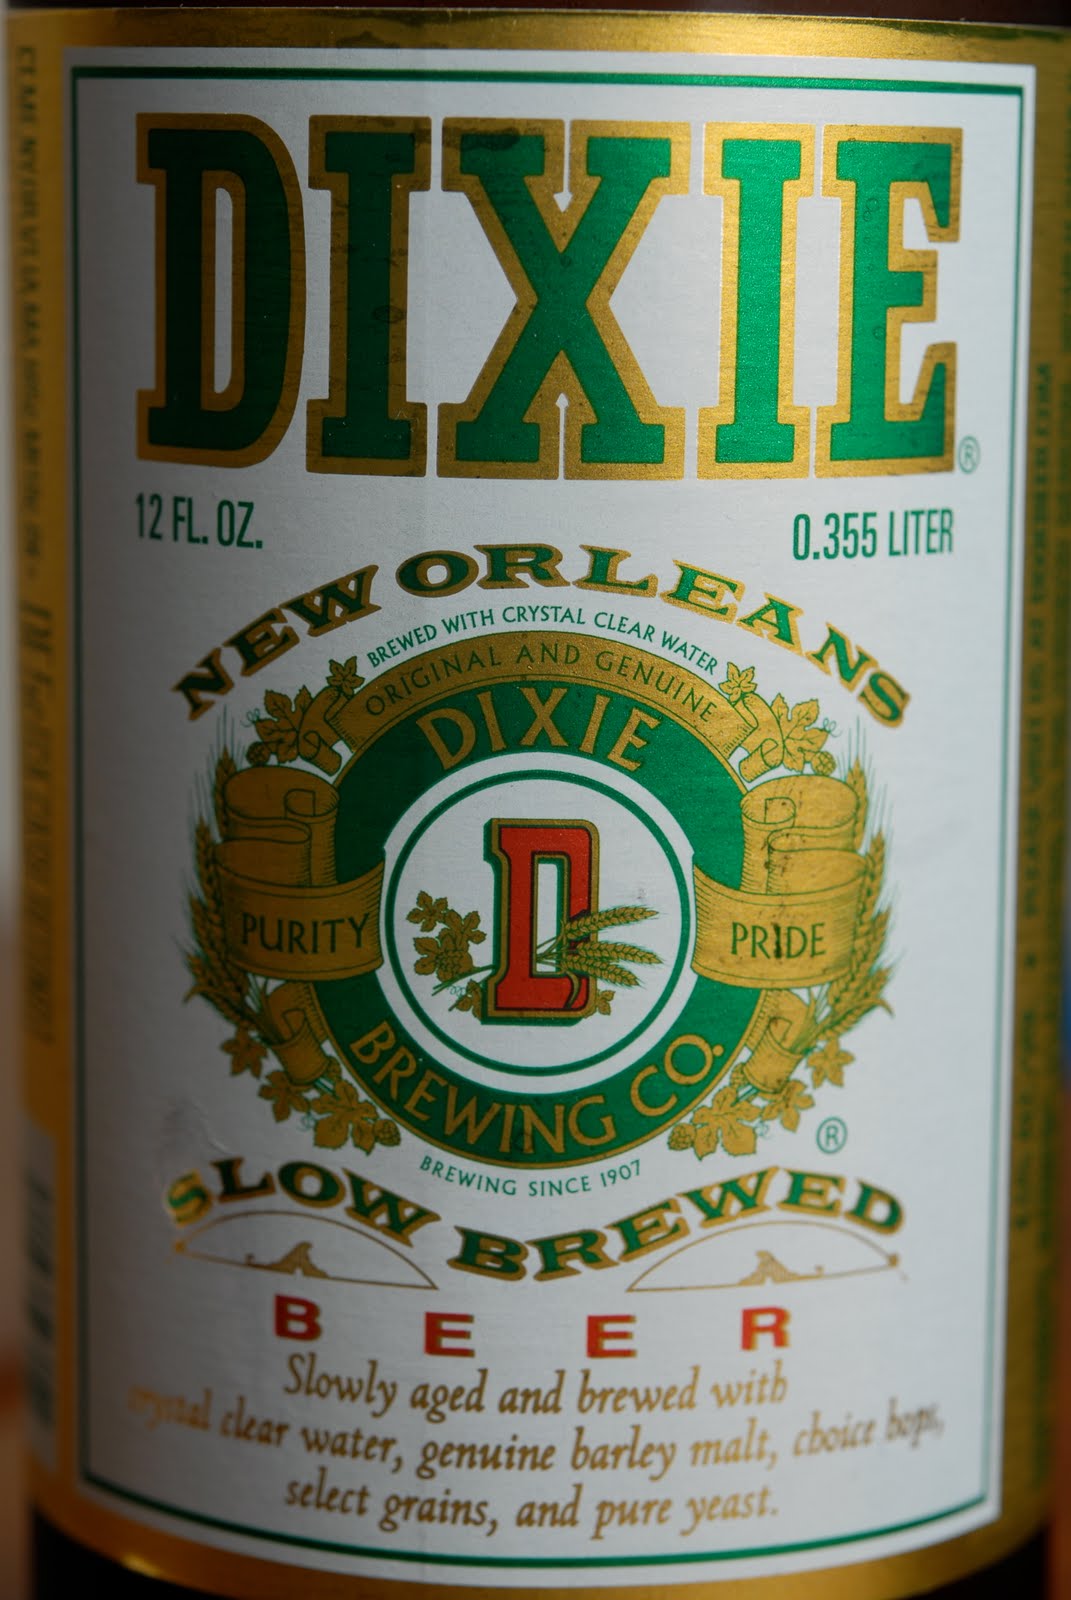 DIXIE®
12 FL. OZ.
0.355 LITER
NEW ORLEANS
BREWED WITH CRYSTAL CLEAR WATER
ORIGINAL AND GENUINE
DIXIE
D
PURITY
PRIDE
BREWING CO.
®
BREWING SINCE 1907
SLOW BREWED
BEER
Slowly aged and brewed with
crystal clear water, genuine barley malt, choice hops,
select grains, and pure yeast.